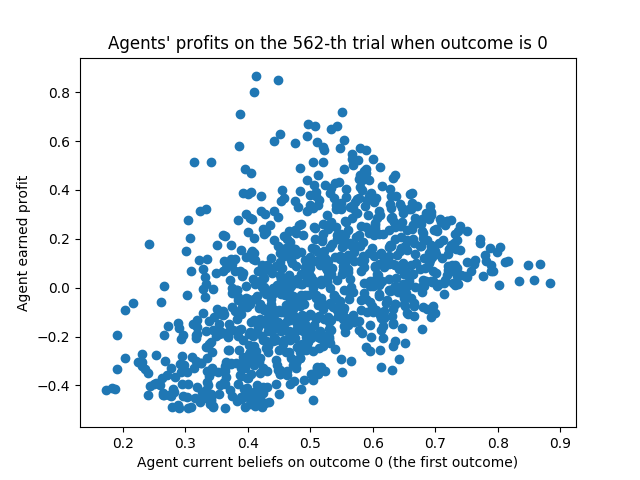 Agents' profits on the 562-th trial when outcome is 0
Agent earned profit
0.8
0.6
0.4
0.2
0.0
−0.2
−0.4
0.2 0.3 0.4 0.5 0.6 0.7 0.8 0.9
Agent current beliefs on outcome 0 (the first outcome)